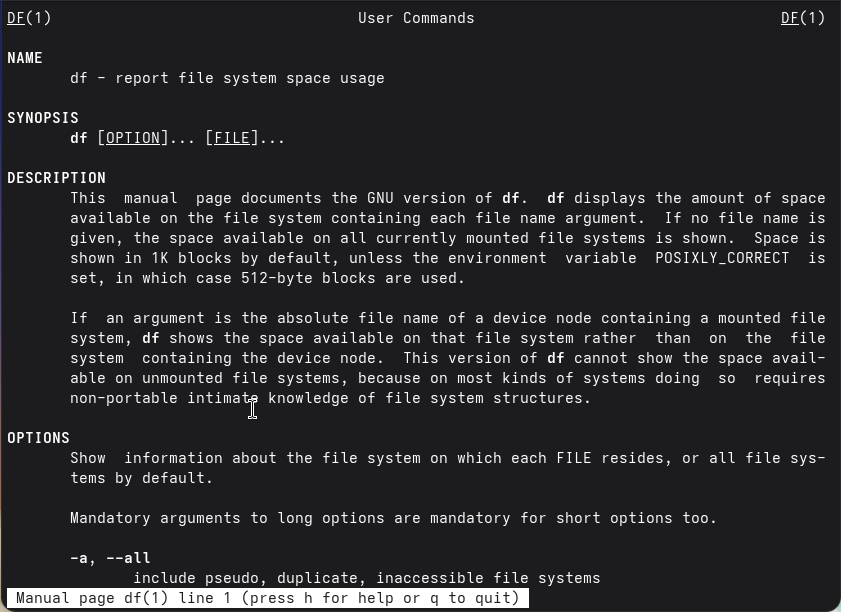 DF(1) User Commands DF(1)
NAME
df - report file system space usage
SYNOPSIS
df [OPTION]... [FILE]...
DESCRIPTION
This manual page documents the GNU version of df. df displays the amount of space
available on the file system containing each file name argument. If no file name is
given, the space available on all currently mounted file systems is shown. Space is
shown in 1K blocks by default, unless the environment variable POSIXLY_CORRECT is
set, in which case 512-byte blocks are used.
If an argument is the absolute file name of a device node containing a mounted file
system, df shows the space available on that file system rather than on the file
system containing the device node. This version of df cannot show the space avail-
able on unmounted file systems, because on most kinds of systems doing so requires
non-portable intimate knowledge of file system structures.
OPTIONS
Show information about the file system on which each FILE resides, or all file sys-
tems by default.
Mandatory arguments to long options are mandatory for short options too.
-a, --all
include pseudo, duplicate, inaccessible file systems
Manual page df(1) line 1 (press h for help or q to quit)